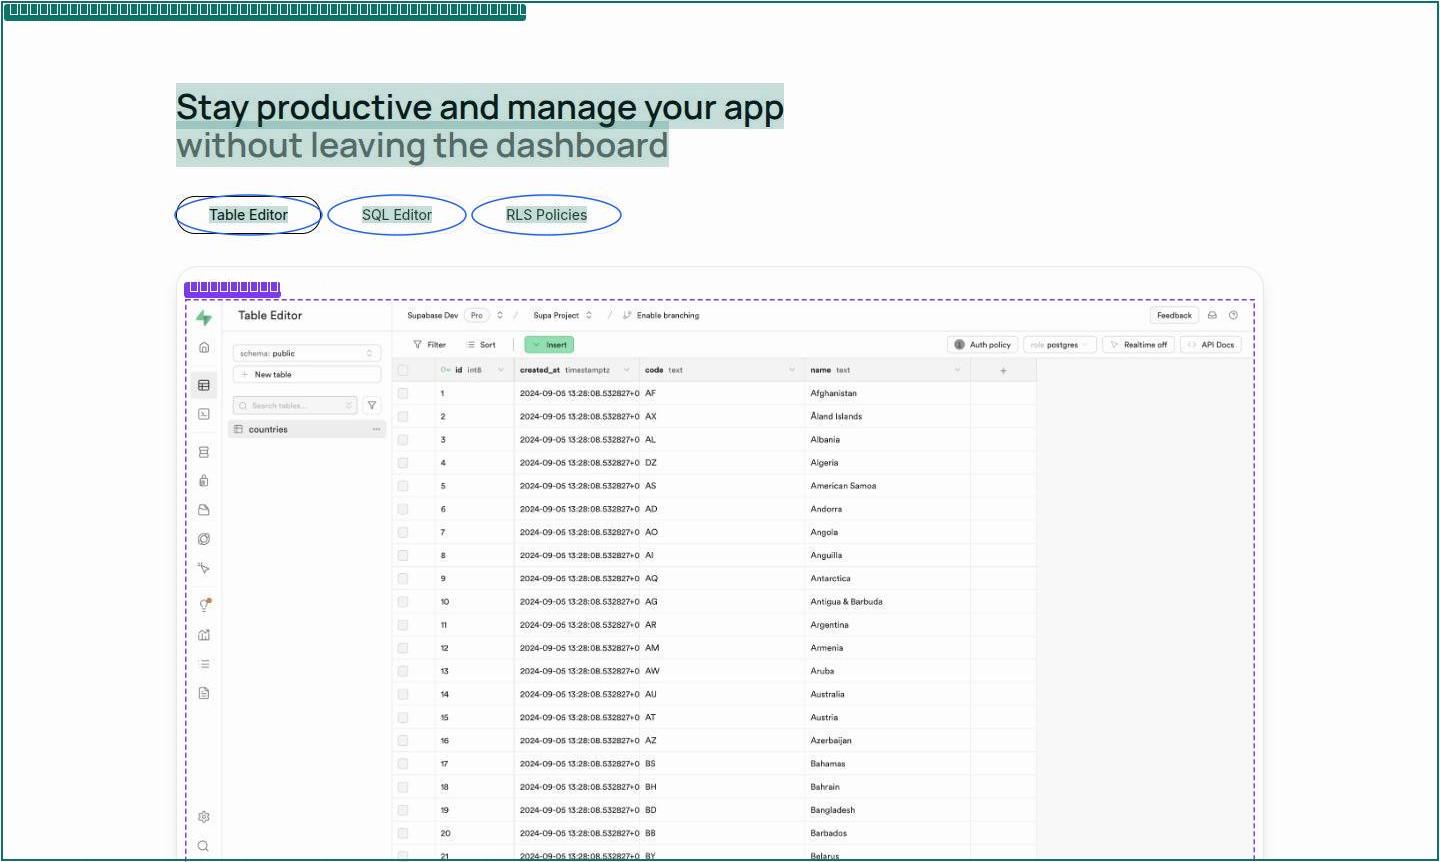 Stay productive and manage your app
without leaving the dashboard
Table Editor
SQL Editor
RLS Policies
Table Editor
Supabase Dev Pro / Supa Project / Enable branching
Feedback
schema: public
New table
Search tables...
countries
Filter Sort Insert
Auth policy role postgres Realtime off API Docs
id int8 created_at timestamptz code text name text
1 2024-09-05 13:28:08.532827+0 AF Afghanistan
2 2024-09-05 13:28:08.532827+0 AX Åland Islands
3 2024-09-05 13:28:08.532827+0 AL Albania
4 2024-09-05 13:28:08.532827+0 DZ Algeria
5 2024-09-05 13:28:08.532827+0 AS American Samoa
6 2024-09-05 13:28:08.532827+0 AD Andorra
7 2024-09-05 13:28:08.532827+0 AO Angola
8 2024-09-05 13:28:08.532827+0 AI Anguilla
9 2024-09-05 13:28:08.532827+0 AQ Antarctica
10 2024-09-05 13:28:08.532827+0 AG Antigua & Barbuda
11 2024-09-05 13:28:08.532827+0 AR Argentina
12 2024-09-05 13:28:08.532827+0 AM Armenia
13 2024-09-05 13:28:08.532827+0 AW Aruba
14 2024-09-05 13:28:08.532827+0 AU Australia
15 2024-09-05 13:28:08.532827+0 AT Austria
16 2024-09-05 13:28:08.532827+0 AZ Azerbaijan
17 2024-09-05 13:28:08.532827+0 BS Bahamas
18 2024-09-05 13:28:08.532827+0 BH Bahrain
19 2024-09-05 13:28:08.532827+0 BD Bangladesh
20 2024-09-05 13:28:08.532827+0 BB Barbados
21 2024-09-05 13:28:08.532827+0 BY Belarus